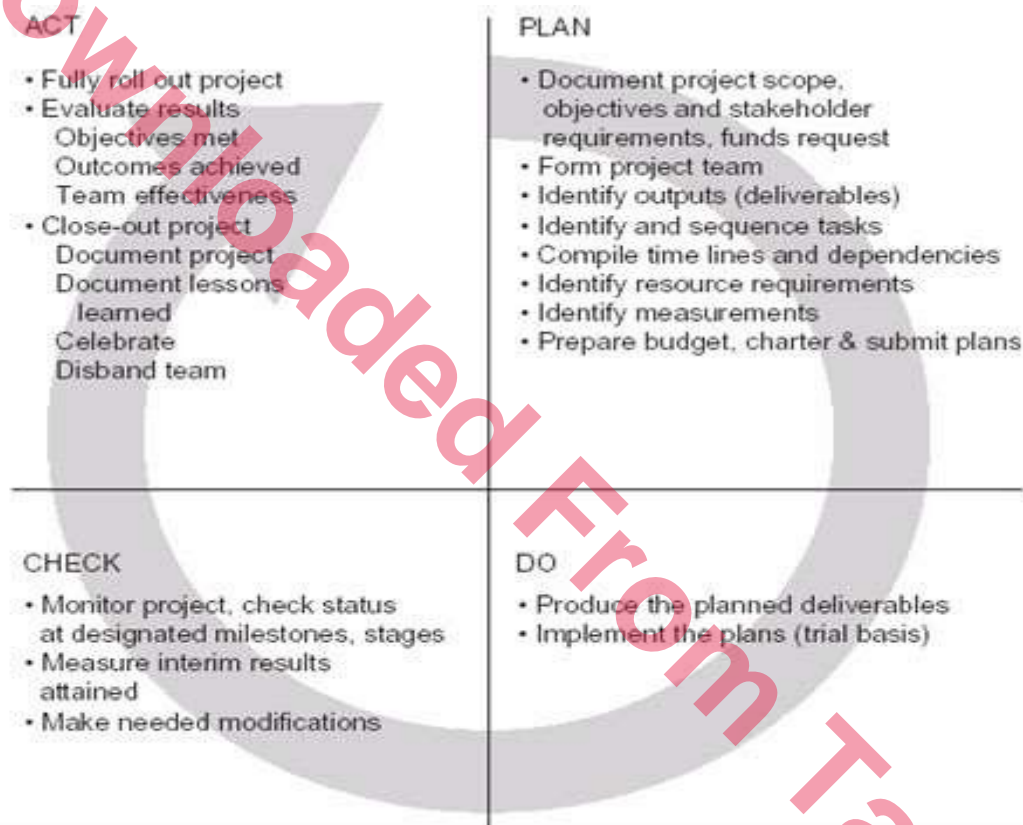 ACT
• Fully roll out project
• Evaluate results
Objectives met
Outcomes achieved
Team effectiveness
• Close-out project
Document project
Document lessons
learned
Celebrate
Disband team
PLAN
• Document project scope,
objectives and stakeholder
requirements, funds request
• Form project team
• Identify outputs (deliverables)
• Identify and sequence tasks
• Compile time lines and dependencies
• Identify resource requirements
• Identify measurements
• Prepare budget, charter & submit plans
CHECK
• Monitor project, check status
at designated milestones, stages
• Measure interim results
attained
• Make needed modifications
DO
• Produce the planned deliverables
• Implement the plans (trial basis)
ownloaded From Ta